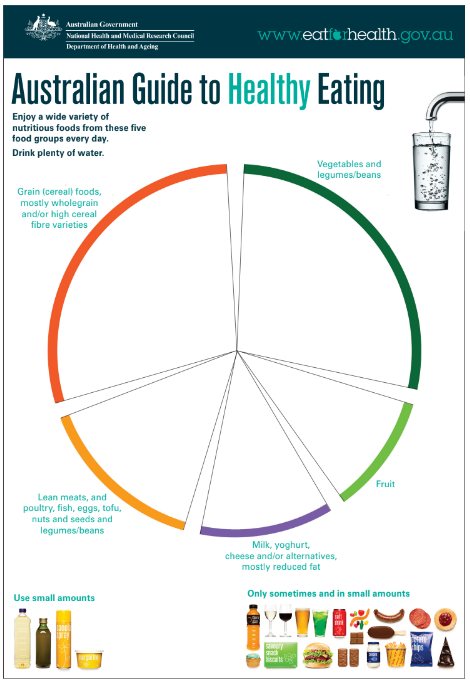 Australian Government
National Health and Medical Research Council
Department of Health and Ageing
www.eatforhealth.gov.au
Australian Guide to Healthy Eating
Enjoy a wide variety of
nutritious foods from these five
food groups every day.
Drink plenty of water.
Vegetables and
legumes/beans
Grain (cereal) foods,
mostly wholegrain
and/or high cereal
fibre varieties
Fruit
Lean meats, and
poultry, fish, eggs, tofu,
nuts and seeds and
legumes/beans
Milk, yoghurt,
cheese and/or alternatives,
mostly reduced fat
Use small amounts
Only sometimes and in small amounts
savoury
snack
biscuits
chips